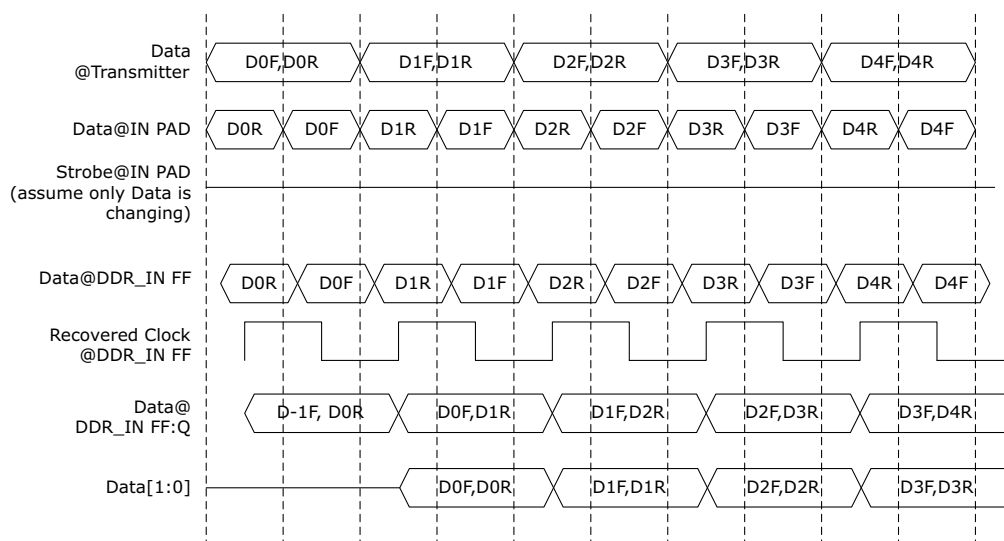 Data
@Transmitter
D0F,D0R D1F,D1R D2F,D2R D3F,D3R D4F,D4R
Data@IN PAD
D0R D0F D1R D1F D2R D2F D3R D3F D4R D4F
Strobe@IN PAD
(assume only Data is
changing)
Data@DDR_IN FF
D0R D0F D1R D1F D2R D2F D3R D3F D4R D4F
Recovered Clock
@DDR_IN FF
Data@
DDR_IN FF:Q
D-1F, D0R D0F,D1R D1F,D2R D2F,D3R D3F,D4R
Data[1:0]
D0F,D0R D1F,D1R D2F,D2R D3F,D3R